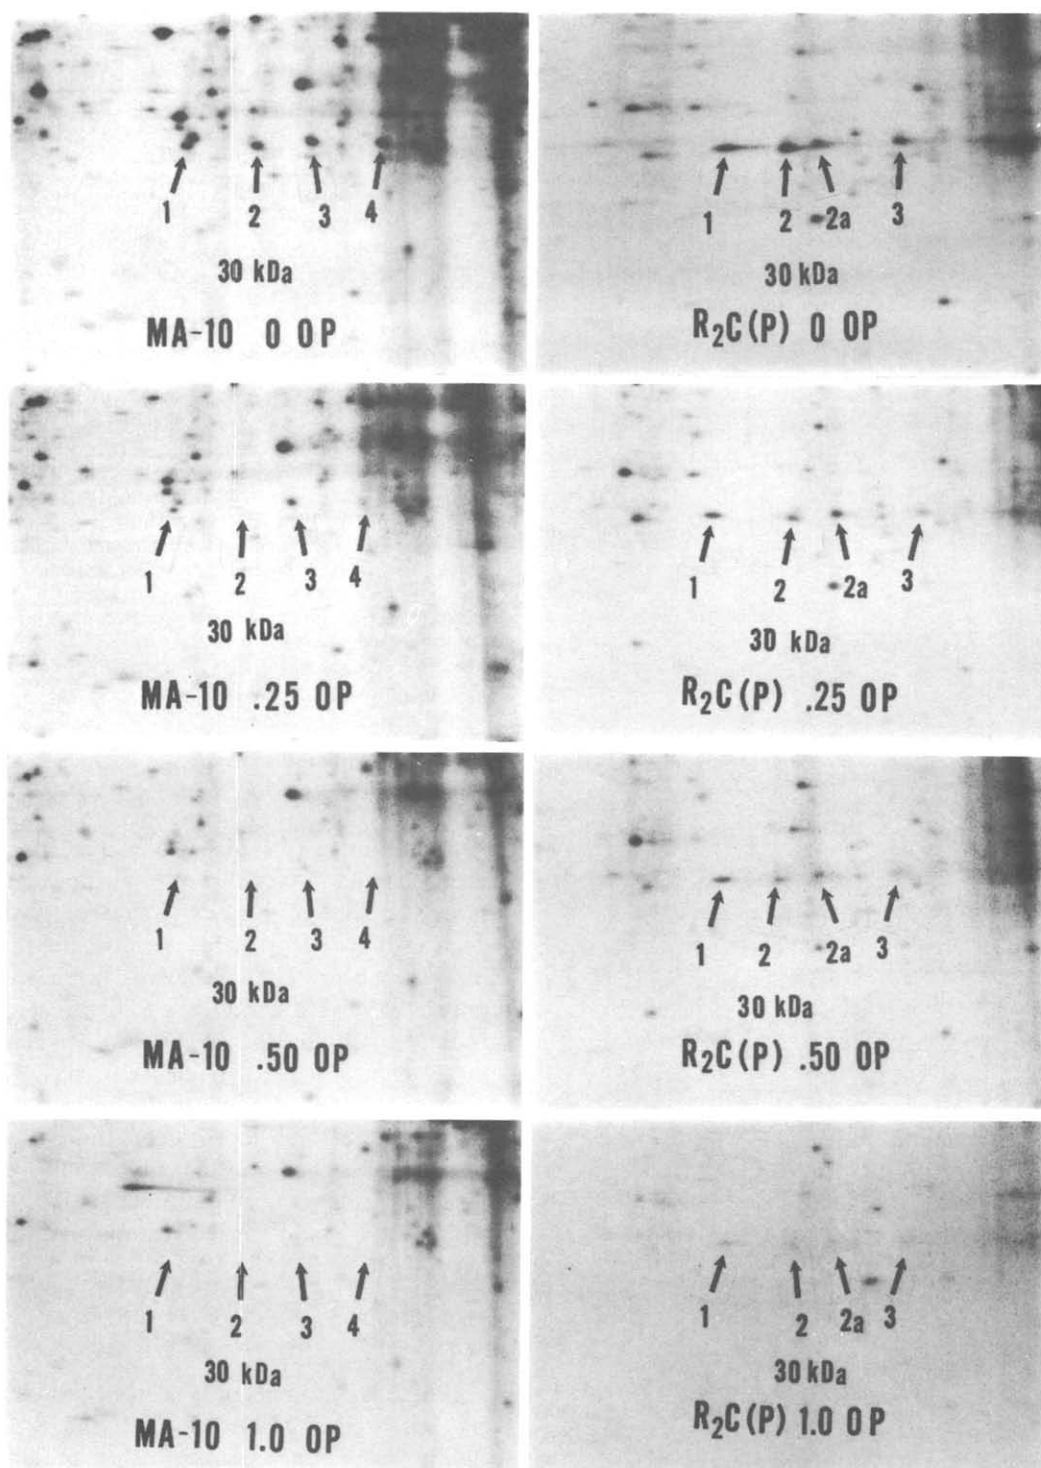 1 2 3 4
30 kDa
MA-10 0 OP
1 2 2a 3
30 kDa
R₂C(P) 0 OP
1 2 3 4
30 kDa
MA-10 .25 OP
1 2 2a 3
30 kDa
R₂C(P) .25 OP
1 2 3 4
30 kDa
MA-10 .50 OP
1 2 2a 3
30 kDa
R₂C(P) .50 OP
1 2 3 4
30 kDa
MA-10 1.0 OP
1 2 2a 3
30 kDa
R₂C(P) 1.0 OP